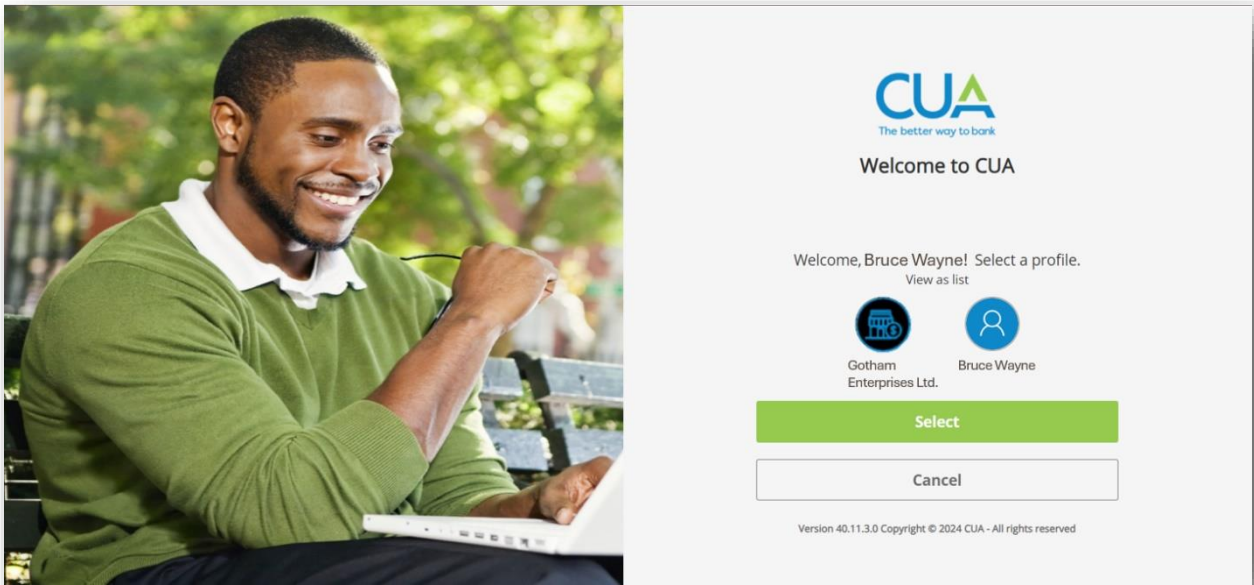 CUA
The better way to bank
Welcome to CUA
Welcome, Bruce Wayne! Select a profile.
View as list
Gotham
Enterprises Ltd.
Bruce Wayne
Select
Cancel
Version 40.11.3.0 Copyright © 2024 CUA - All rights reserved